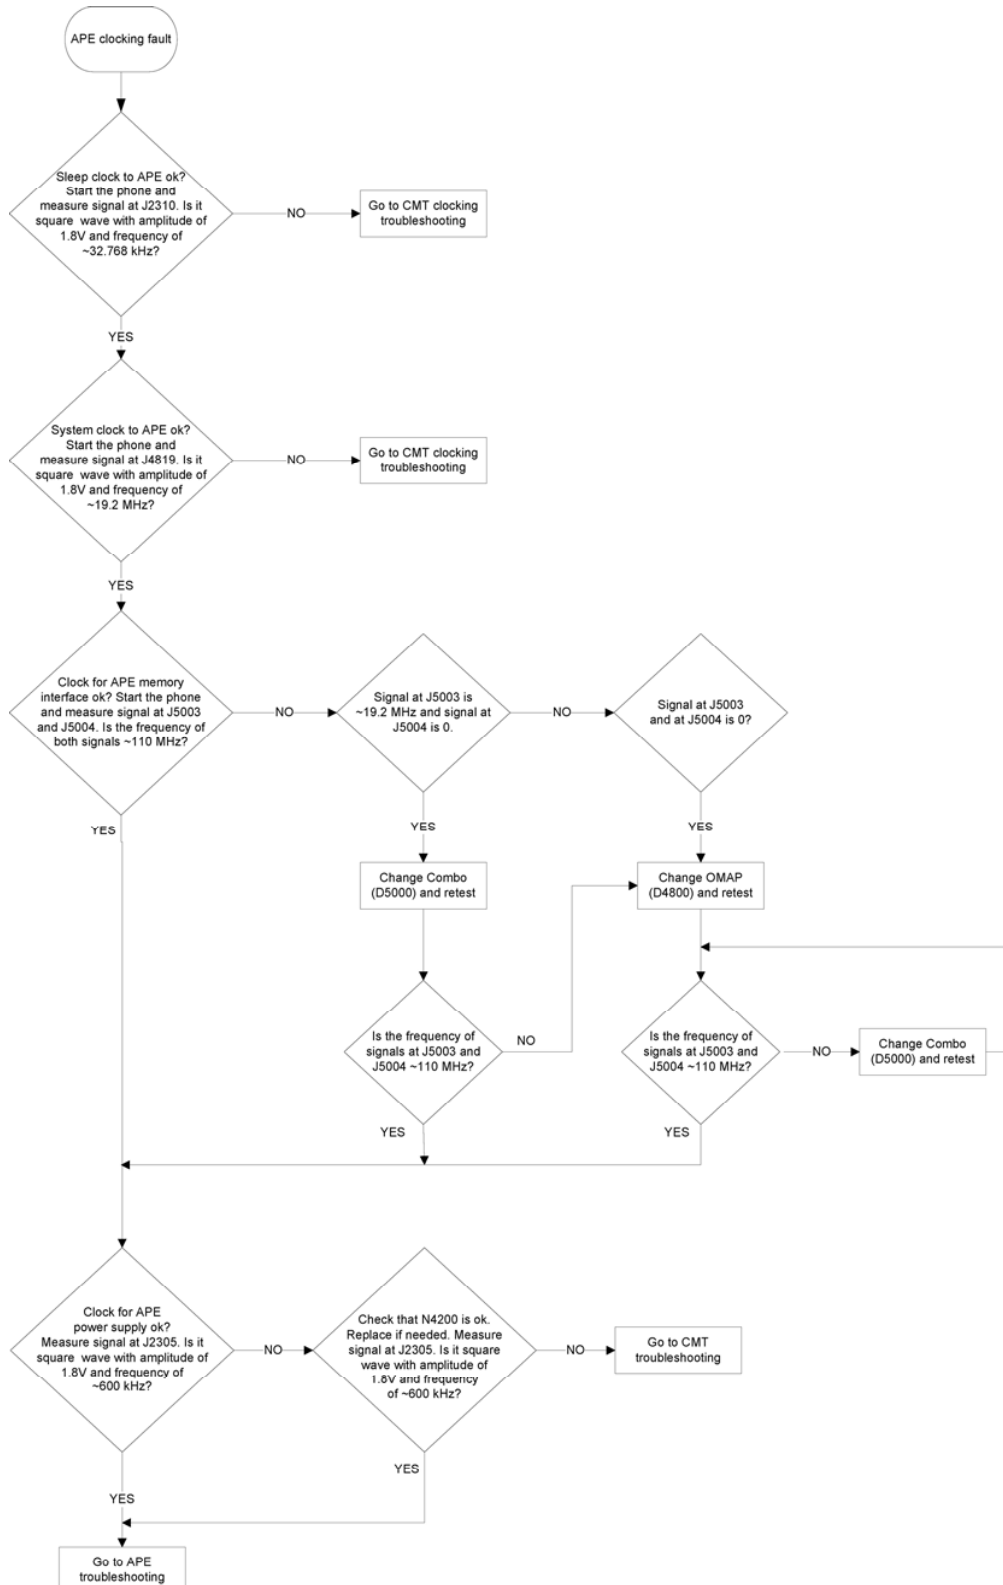 APE clocking fault
Sleep clock to APE ok?
Start the phone and
measure signal at J2310. Is it
square wave with amplitude of
1.8V and frequency of
~32.768 kHz?
NO
Go to CMT clocking
troubleshooting
YES
System clock to APE ok?
Start the phone and
measure signal at J4819. Is it
square wave with amplitude of
1.8V and frequency of
~19.2 MHz?
NO
Go to CMT clocking
troubleshooting
YES
Clock for APE memory
interface ok? Start the phone
and measure signal at J5003
and J5004. Is the frequency of
both signals ~110 MHz?
NO
Signal at J5003 is
~19.2 MHz and signal at
J5004 is 0.
NO
Signal at J5003
and at J5004 is 0?
YES
YES
YES
Change Combo
(D5000) and retest
Change OMAP
(D4800) and retest
Is the frequency of
signals at J5003 and
J5004 ~110 MHz?
NO
Is the frequency of
signals at J5003 and
J5004 ~110 MHz?
NO
Change Combo
(D5000) and retest
YES
YES
Clock for APE
power supply ok?
Measure signal at J2305. Is it
square wave with amplitude of
1.8V and frequency of
~600 kHz?
NO
Check that N4200 is ok.
Replace if needed. Measure
signal at J2305. Is it square
wave with amplitude of
1.8V and frequency
of ~600 kHz?
NO
Go to CMT
troubleshooting
YES
YES
Go to APE
troubleshooting